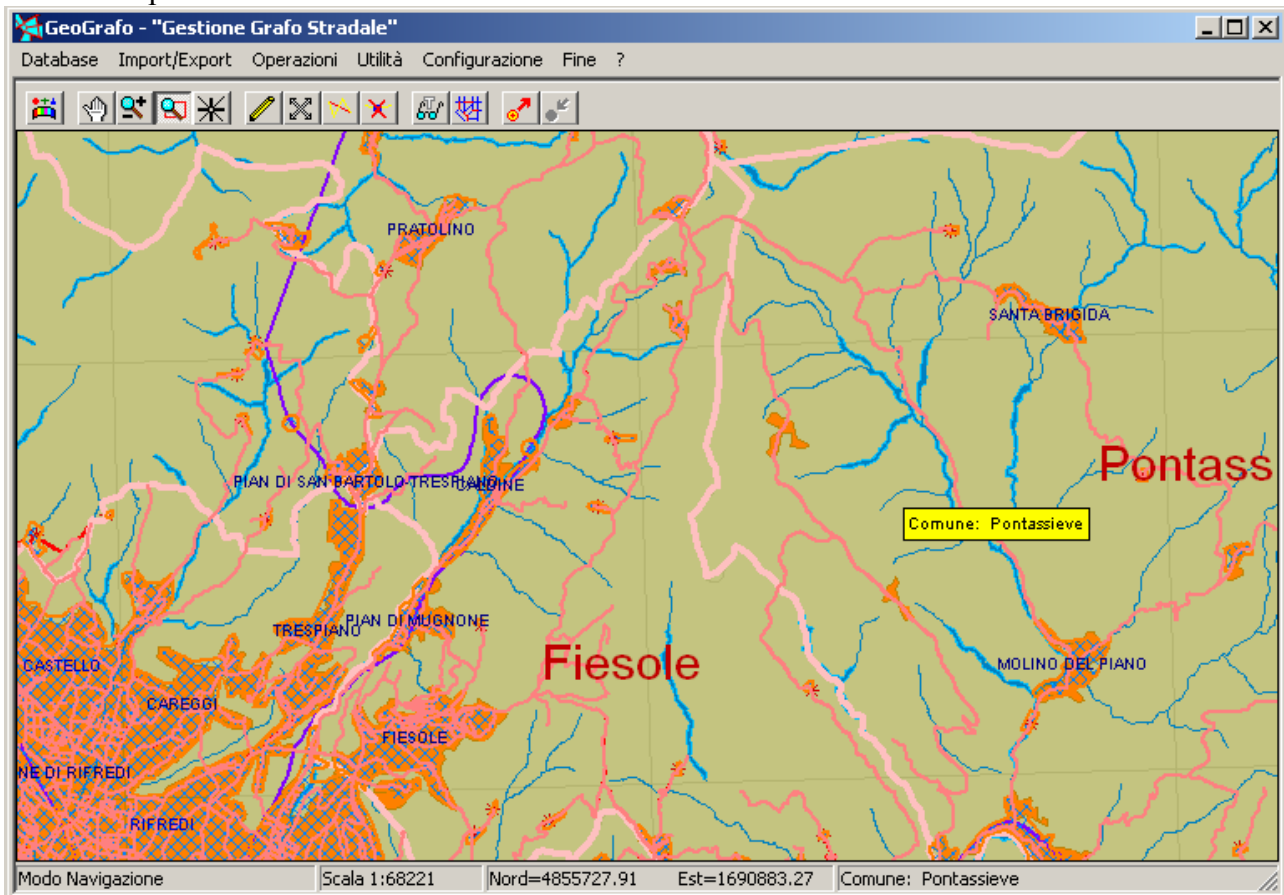 GeoGrafo - "Gestione Grafo Stradale"
Database Import/Export Operazioni Utilità Configurazione Fine ?
PRATOLINO
SANTA BRIGIDA
Pontass
PIAN DI SAN BARTOLO-TRESPIANO
CALDINE
Comune: Pontassieve
PIAN DI MUGNONE
TRESPIANO
Fiesole
CASTELLO
MOLINO DEL PIANO
CAREGGI
FIESOLE
NE DI RIFREDI
RIFREDI
Modo Navigazione Scala 1:68221 Nord=4855727.91 Est=1690883.27 Comune: Pontassieve